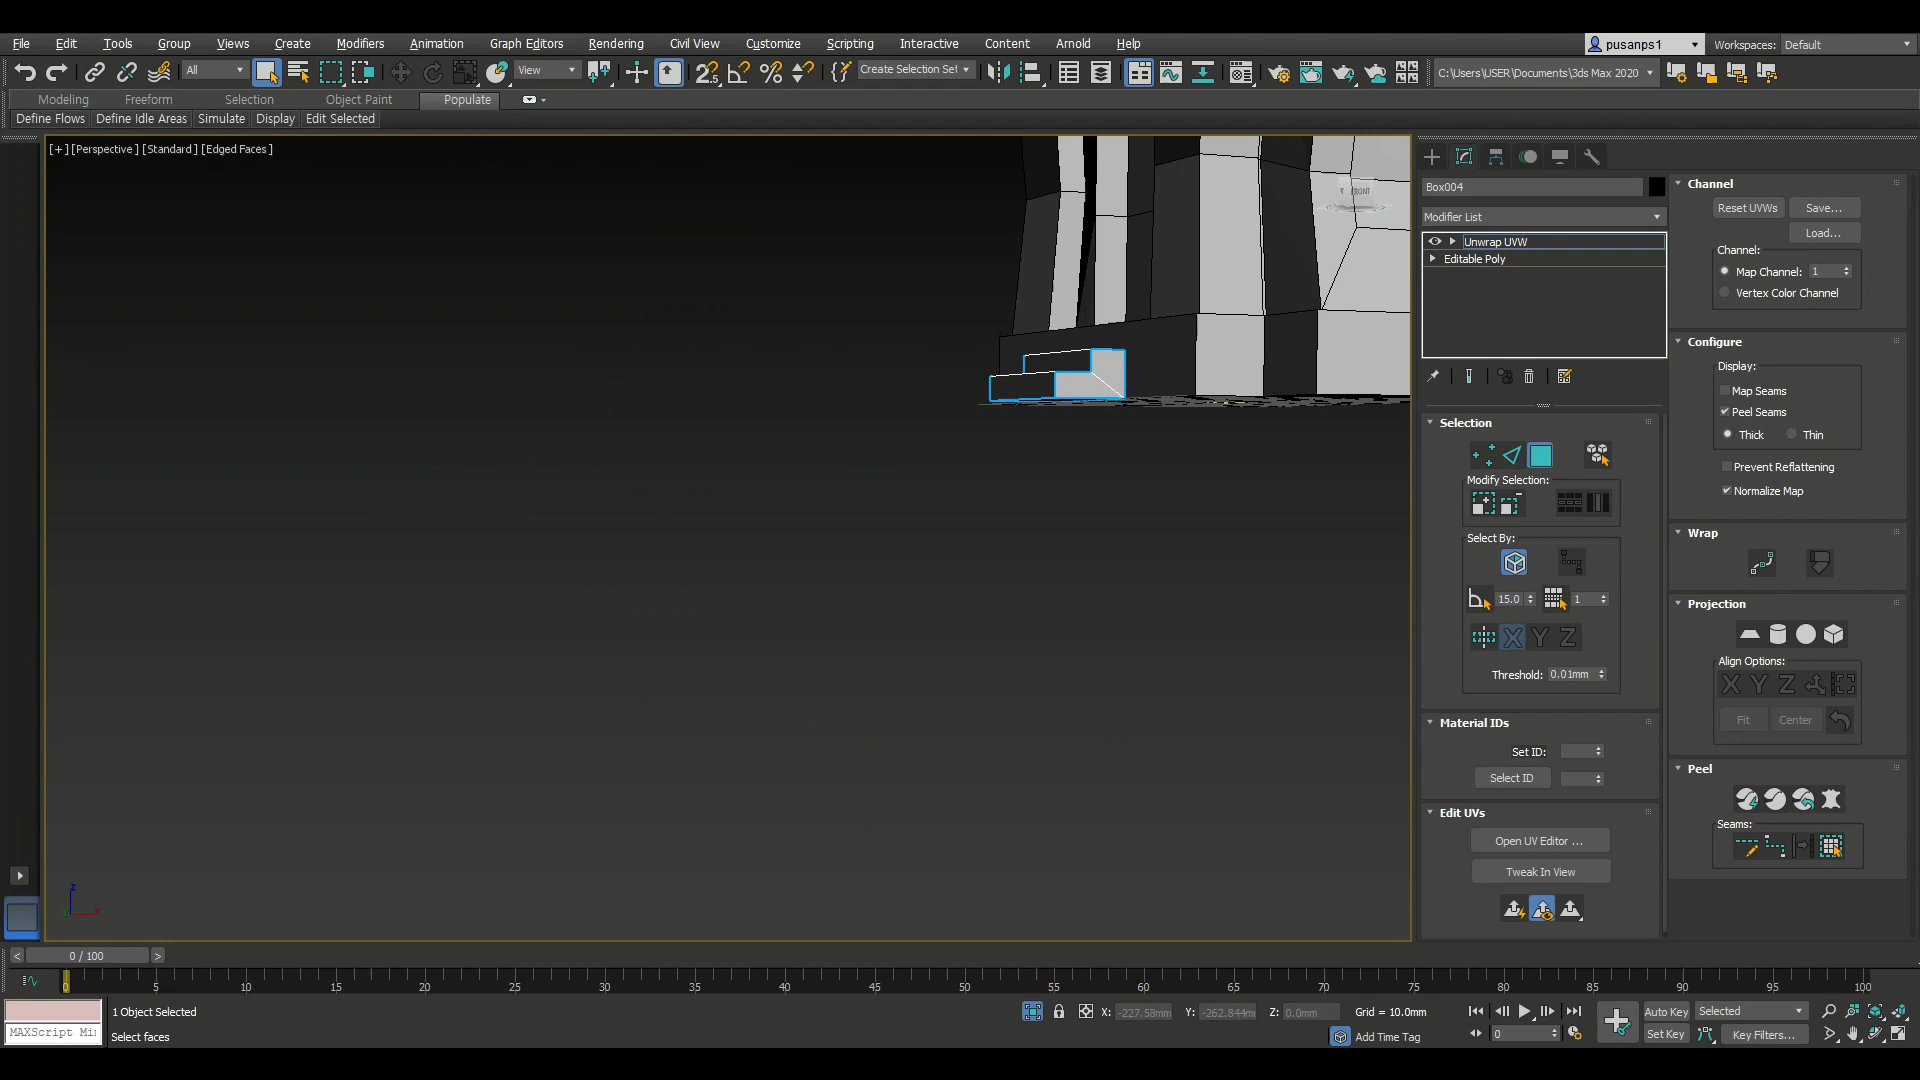 File Edit Tools Group Views Create Modifiers Animation Graph Editors Rendering Civil View Customize Scripting Interactive Content Arnold Help pusanps1 Workspaces: Default
All View Create Selection Set C:\Users\USER\Documents\3ds Max 2020
Modeling Freeform Selection Object Paint Populate
Define Flows Define Idle Areas Simulate Display Edit Selected
[+] [Perspective ] [Standard ] [Edged Faces ]
FRONT
Box004
Modifier List
Unwrap UVW
Editable Poly
Selection
Modify Selection:
Select By:
15.0 1
X Y Z
Threshold: 0.01mm
Material IDs
Set ID:
Select ID
Edit UVs
Open UV Editor ...
Tweak In View
Channel
Reset UVWs Save...
Load...
Channel:
Map Channel: 1
Vertex Color Channel
Configure
Display:
Map Seams
Peel Seams
Thick Thin
Prevent Reflattening
Normalize Map
Wrap
Projection
Align Options:
X Y Z
Fit Center
Peel
Seams:
z
x
< 0 / 100 >
0 5 10 15 20 25 30 35 40 45 50 55 60 65 70 75 80 85 90 95 100
1 Object Selected X: -227.58mm Y: -262.844mm Z: 0.0mm Grid = 10.0mm Auto Key Selected
MAXScript Mi Select faces Add Time Tag 0 Set Key Key Filters...